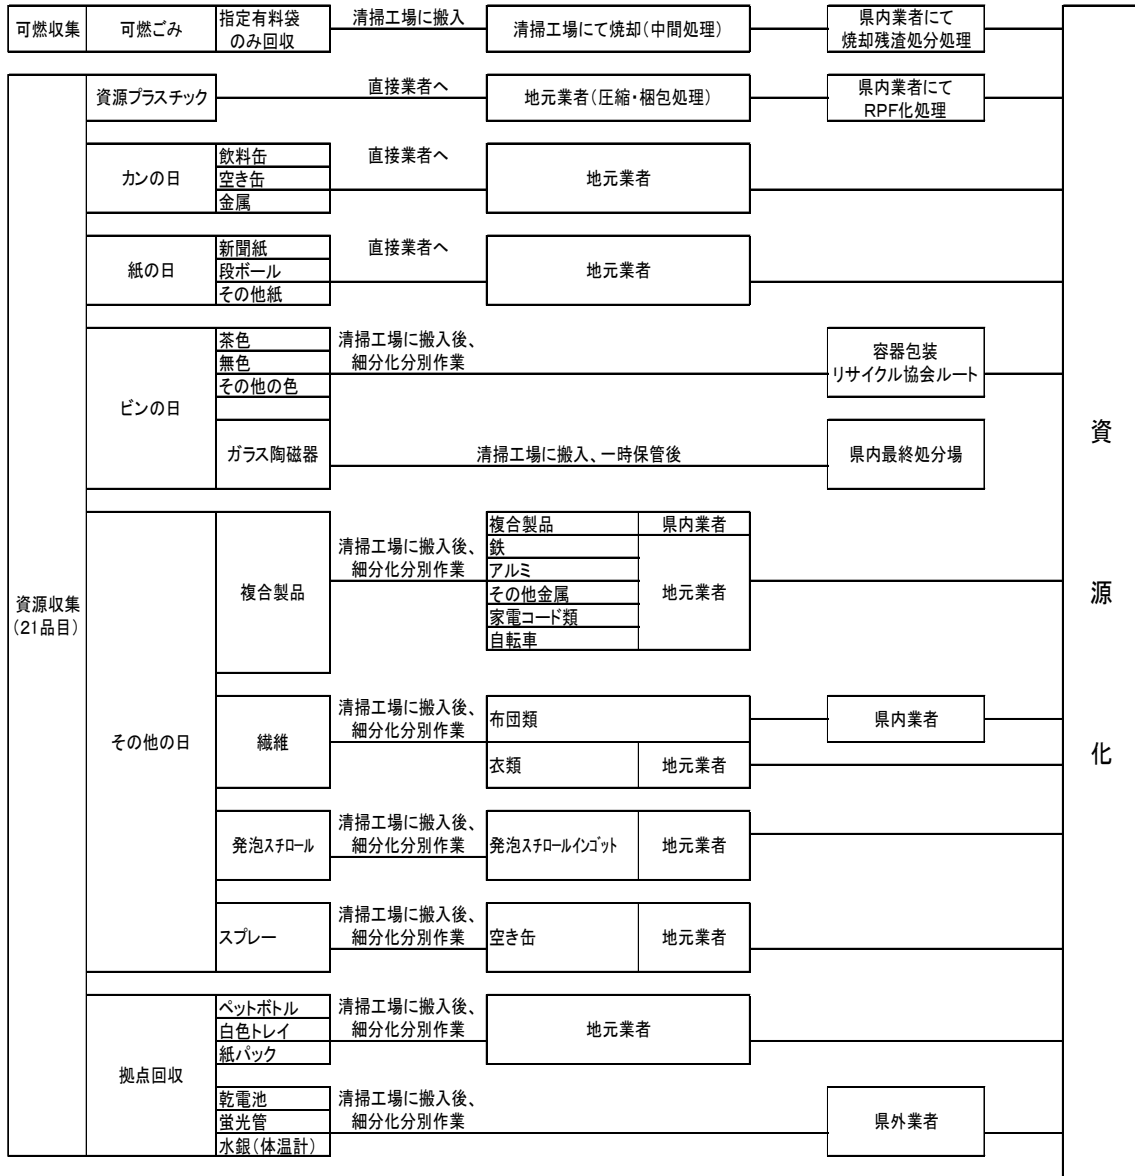 可燃収集
可燃ごみ
指定有料袋
のみ回収
清掃工場に搬入
清掃工場にて焼却(中間処理)
県内業者にて
焼却残渣処分処理
資源収集
(21品目)
資源プラスチック
直接業者へ
地元業者(圧縮・梱包処理)
県内業者にて
RPF化処理
カンの日
飲料缶
空き缶
金属
直接業者へ
地元業者
紙の日
新聞紙
段ボール
その他紙
直接業者へ
地元業者
ビンの日
茶色
無色
その他の色
清掃工場に搬入後、
細分化分別作業
容器包装
リサイクル協会ルート
ガラス陶磁器
清掃工場に搬入、一時保管後
県内最終処分場
その他の日
複合製品
清掃工場に搬入後、
細分化分別作業
複合製品
県内業者
鉄
アルミ
その他金属
家電コード類
自転車
地元業者
繊維
清掃工場に搬入後、
細分化分別作業
布団類
県内業者
衣類
地元業者
発泡スチロール
清掃工場に搬入後、
細分化分別作業
発泡スチロールインゴット
地元業者
スプレー
清掃工場に搬入後、
細分化分別作業
空き缶
地元業者
拠点回収
ペットボトル
白色トレイ
紙パック
清掃工場に搬入後、
細分化分別作業
地元業者
乾電池
蛍光管
水銀(体温計)
清掃工場に搬入後、
細分化分別作業
県外業者
資
源
化